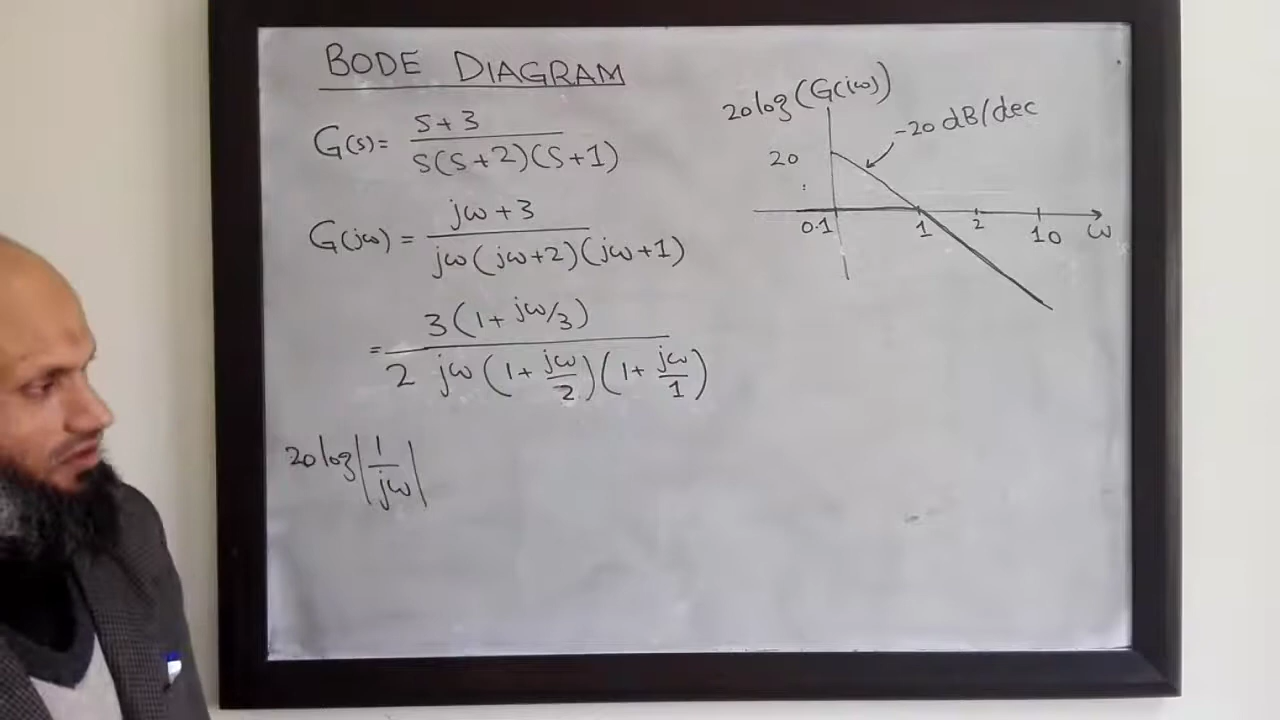 BODE DIAGRAM
G(s)= s+3 / s(s+2)(s+1)
G(jω) = jω+3 / jω(jω+2)(jω+1)
= 3(1+jω/3) / 2 jω(1+jω/2)(1+jω/1)
20log|1/jω|
20log(G(jω))
-20 dB/dec
20
0.1 1 2 10 ω